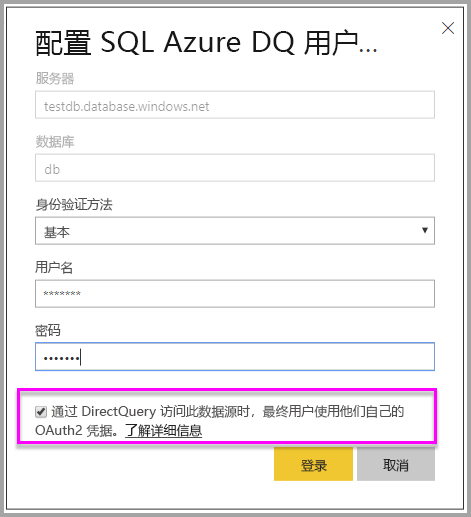 配置 SQL Azure DQ 用户...
服务器
testdb.database.windows.net
数据库
db
身份验证方法
基本
用户名
*******
密码
•••••••
通过 DirectQuery 访问此数据源时，最终用户使用他们自己的
OAuth2 凭据。了解详细信息
登录 取消